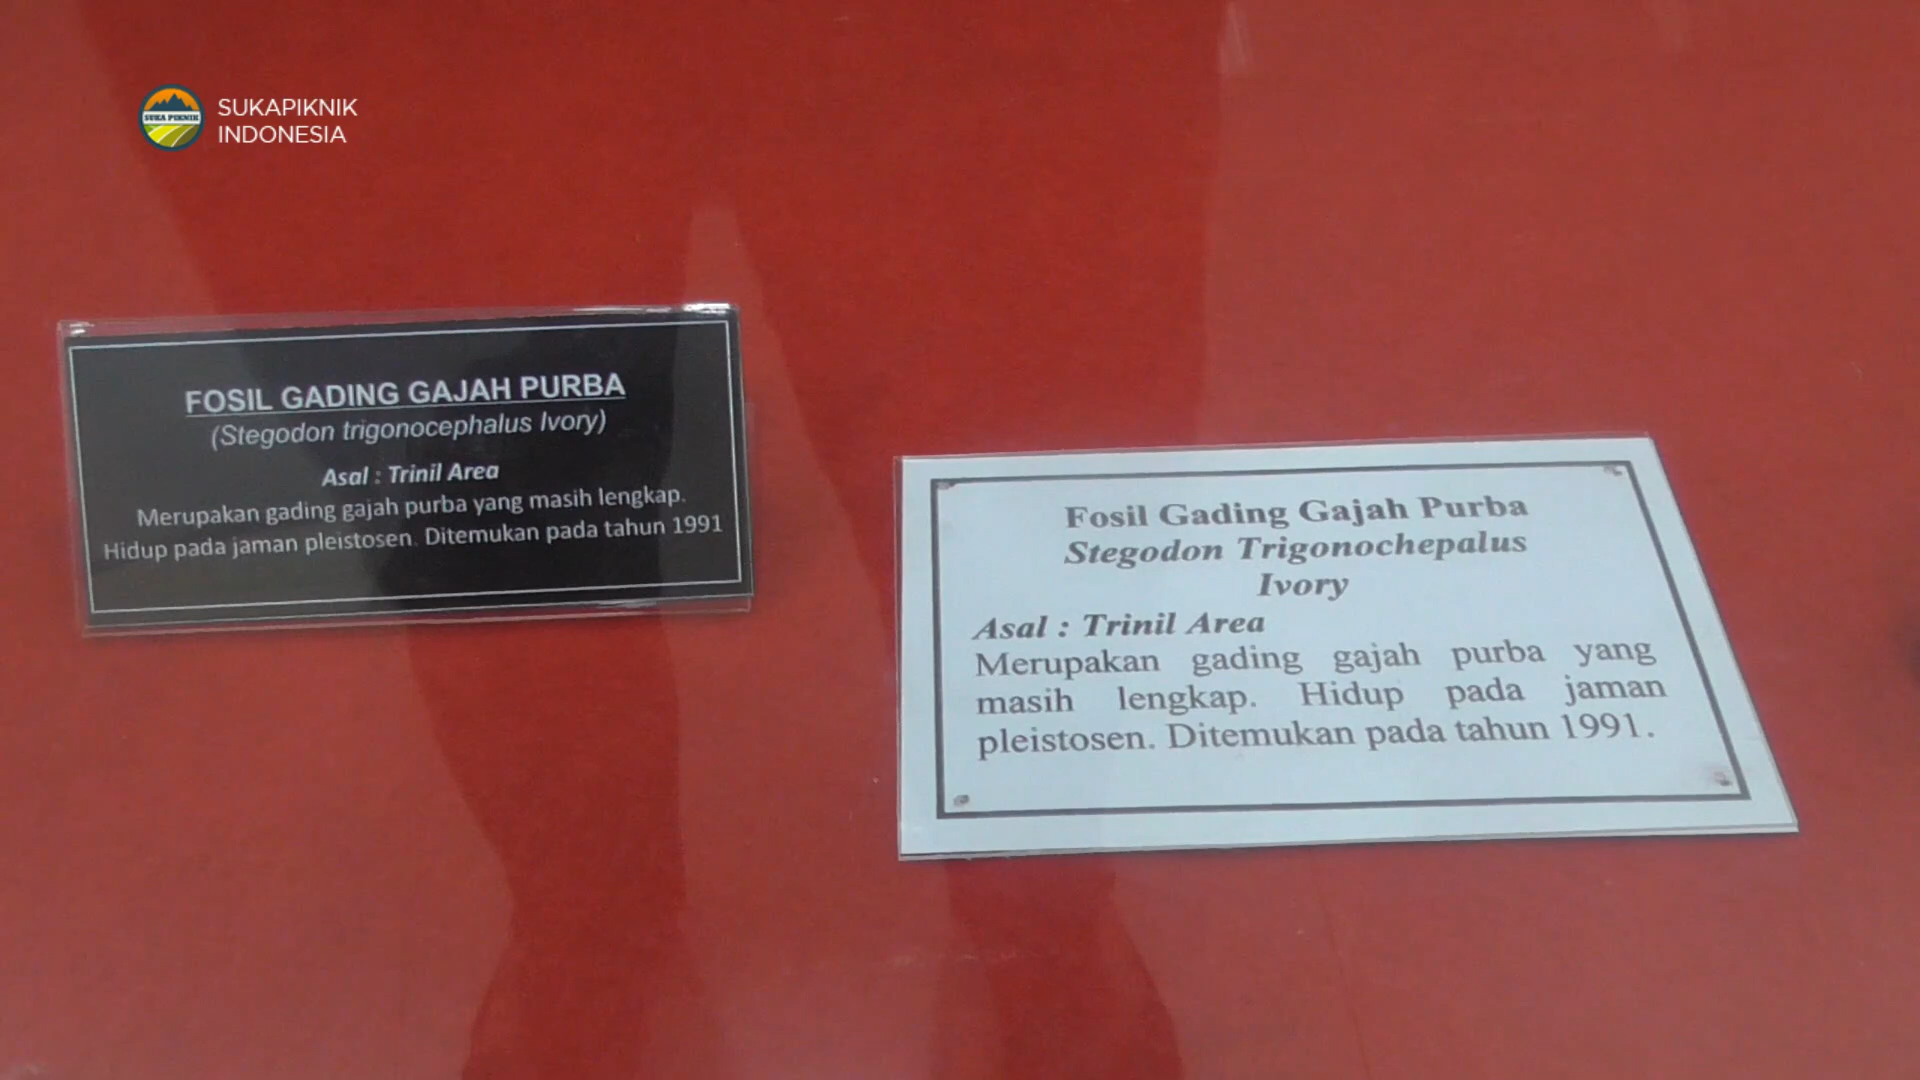 SUKA PIKNIK
SUKAPIKNIK
INDONESIA
FOSIL GADING GAJAH PURBA
(Stegodon trigonocephalus Ivory)
Asal : Trinil Area
Merupakan gading gajah purba yang masih lengkap.
Hidup pada jaman pleistosen. Ditemukan pada tahun 1991
Fosil Gading Gajah Purba
Stegodon Trigonochepalus
Ivory
Asal : Trinil Area
Merupakan gading gajah purba yang
masih lengkap. Hidup pada jaman
pleistosen. Ditemukan pada tahun 1991.